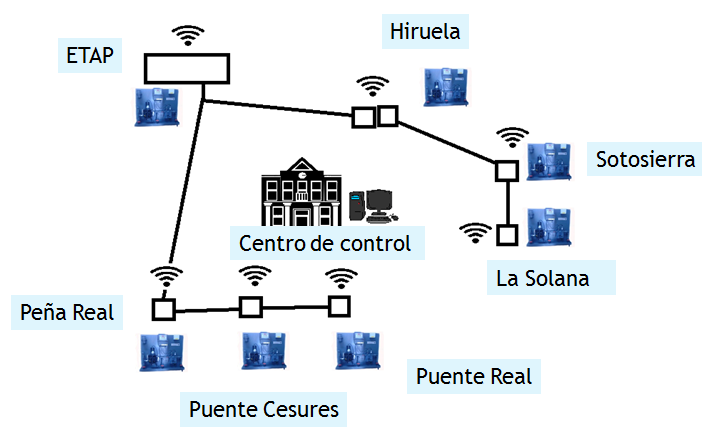 Hiruela
ETAP
Sotosierra
Centro de control
La Solana
Peña Real
Puente Real
Puente Cesures